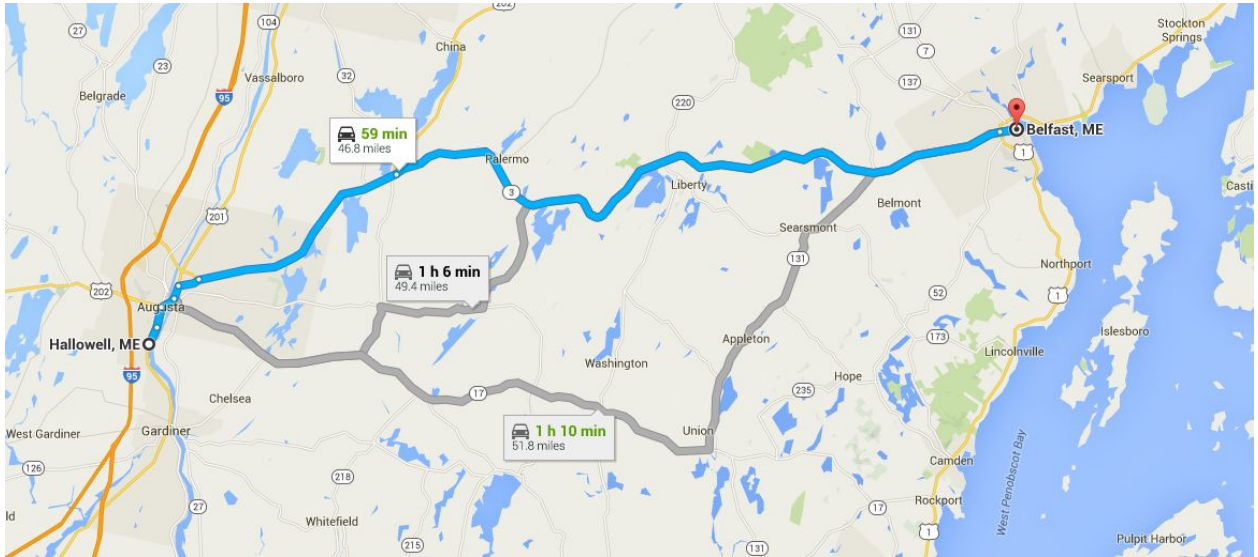 27
104
202
131
Stockton
Springs
China
7
23
Vassalboro
32
137
Searsport
Belgrade
95
220
59 min
46.8 miles
Belfast, ME
Palermo
1
3
Liberty
Casti
201
Belmont
Searsmont
1 h 6 min
49.4 miles
131
Northport
202
Augusta
52
1
Islesboro
Hallowell, ME
Appleton
173
Lincolnville
Washington
95
Hope
235
Chelsea
17
1 h 10 min
51.8 miles
Union
West Gardiner
Gardiner
126
Camden
West Penobscot Bay
218
27
Rockport
17
ld
Whitefield
1
215
131
Pulpit Harbor